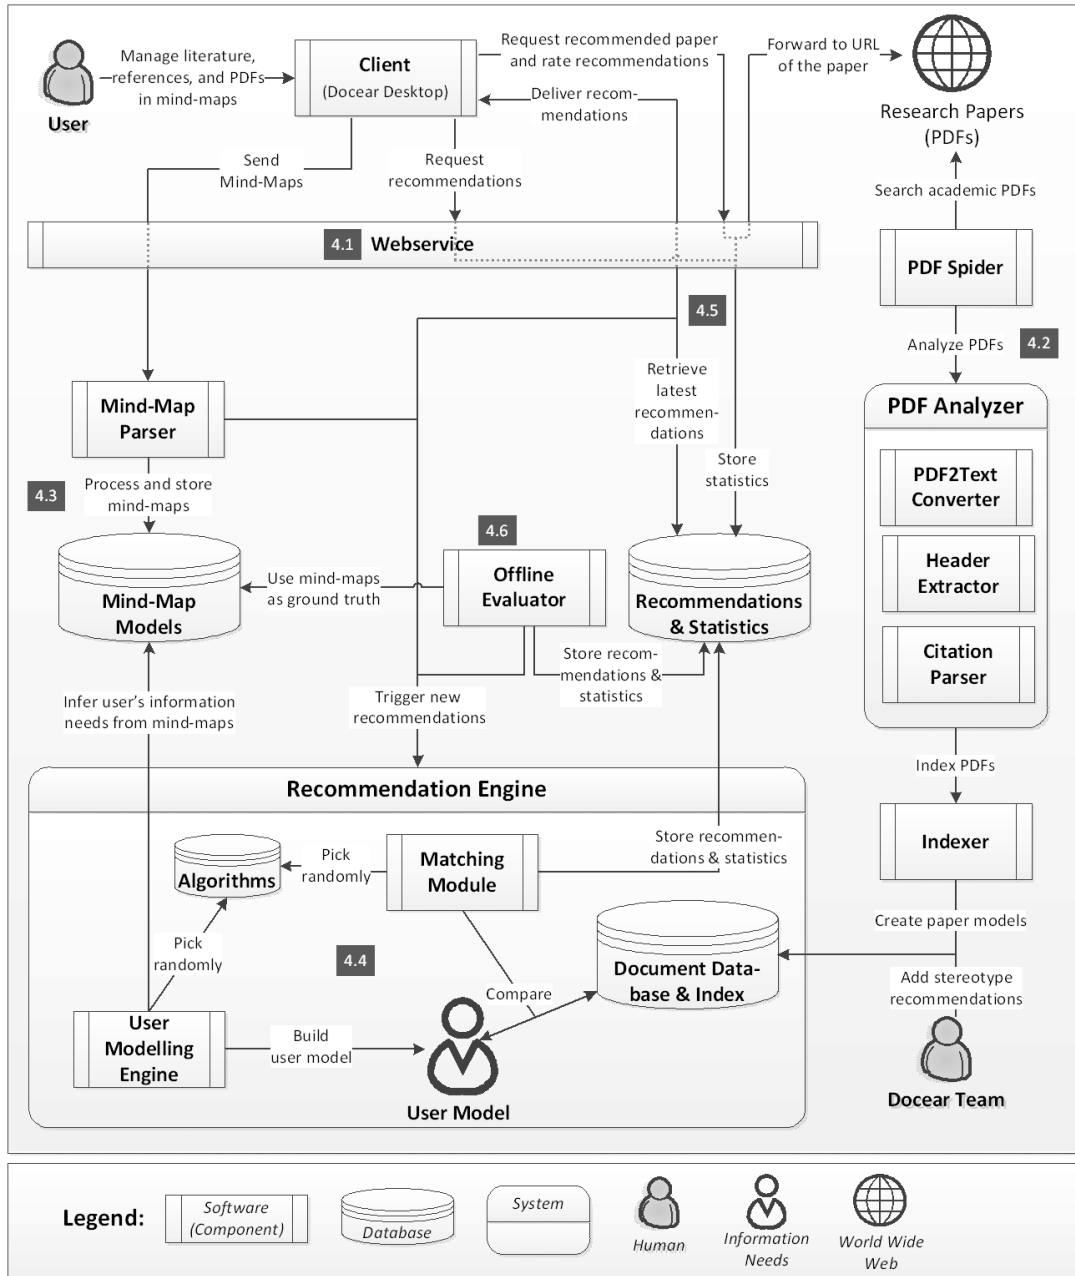 Manage literature,
references, and PDFs
in mind-maps
User
Client
(Docear Desktop)
Request recommended paper
and rate recommendations
Deliver recom-
mendations
Forward to URL
of the paper
Research Papers
(PDFs)
Send
Mind-Maps
Request
recommendations
Search academic PDFs
4.1 Webservice
PDF Spider
4.5
Analyze PDFs
4.2
Retrieve
latest
recommen-
dations
Mind-Map
Parser
PDF Analyzer
PDF2Text
Converter
Header
Extractor
Citation
Parser
Store
statistics
4.3
Process and store
mind-maps
4.6
Mind-Map
Models
Use mind-maps
as ground truth
Offline
Evaluator
Recommendations
& Statistics
Store recom-
mendations &
statistics
Infer user's information
needs from mind-maps
Trigger new
recommendations
Index PDFs
Recommendation Engine
Indexer
Algorithms
Pick
randomly
Matching
Module
Store recommen-
dations & statistics
Create paper models
Pick
randomly
4.4
Document Data-
base & Index
Compare
Add stereotype
recommendations
User
Modelling
Engine
Build
user model
User Model
Docear Team
Legend:
Software
(Component)
Database
System
Human
Information
Needs
World Wide
Web